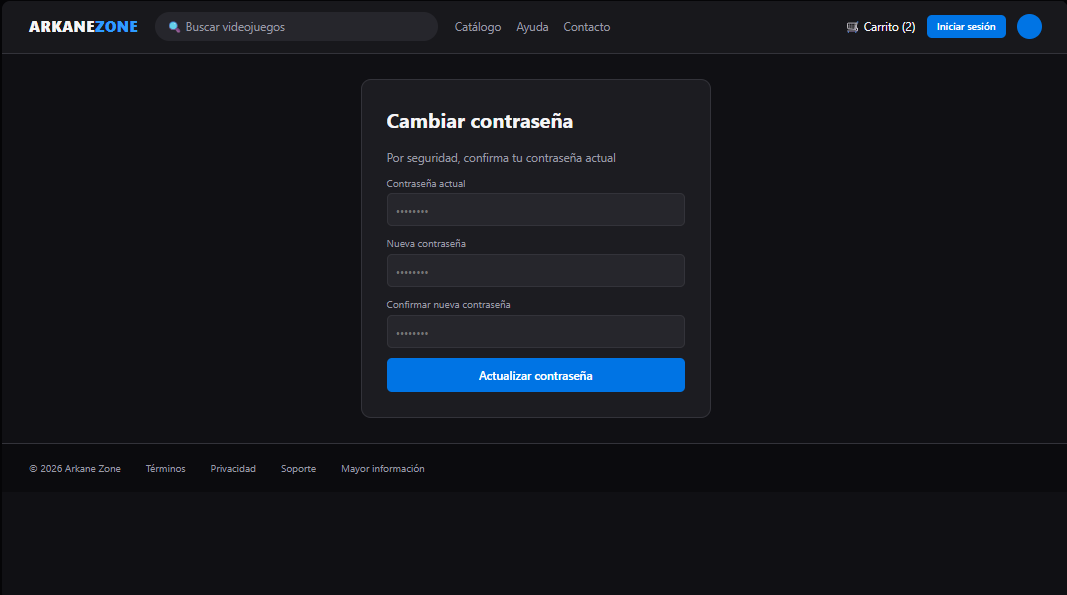 ARKANEZONE
Buscar videojuegos
Catálogo
Ayuda
Contacto
Carrito (2)
Iniciar sesión
Cambiar contraseña
Por seguridad, confirma tu contraseña actual
Contraseña actual
••••••••
Nueva contraseña
••••••••
Confirmar nueva contraseña
••••••••
Actualizar contraseña
© 2026 Arkane Zone
Términos
Privacidad
Soporte
Mayor información